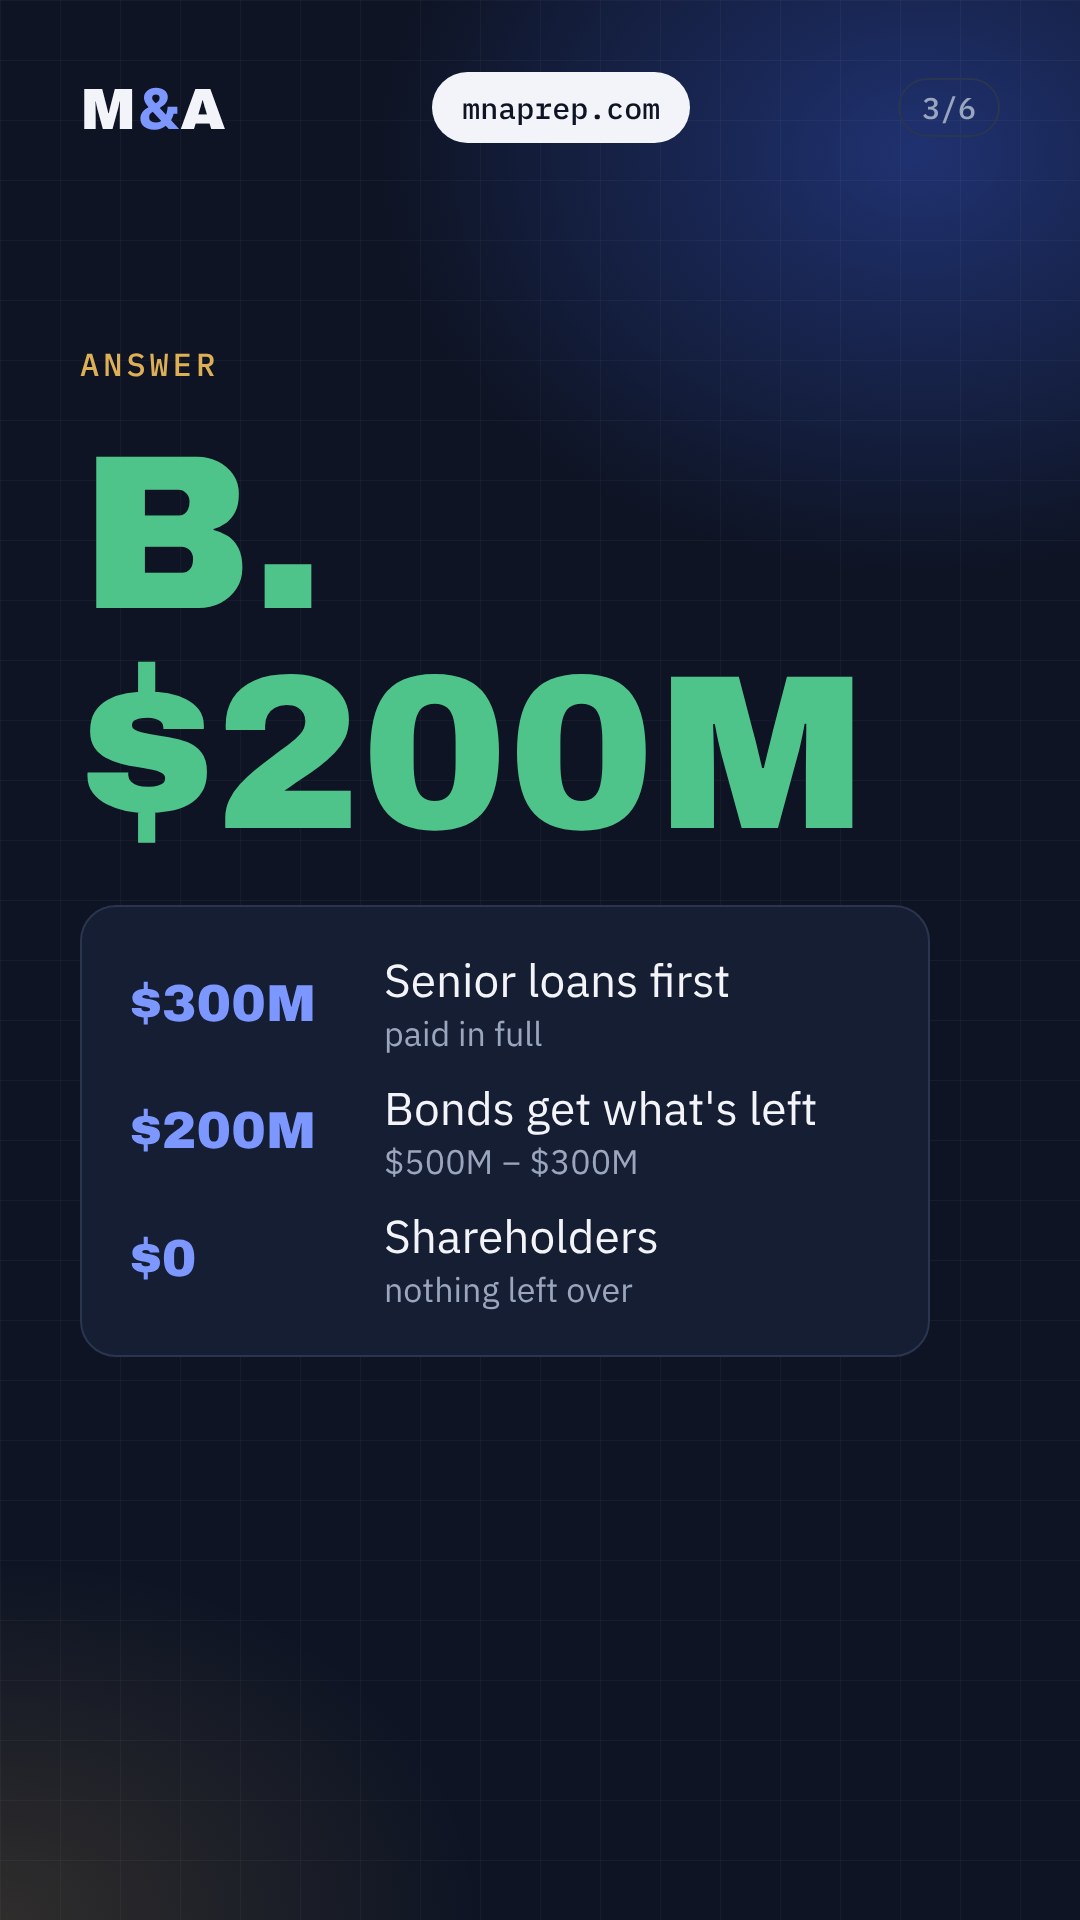 M&A
mnaprep.com
3/6
ANSWER
B.
$200M
$300M
Senior loans first
paid in full
$200M
Bonds get what's left
$500M – $300M
$0
Shareholders
nothing left over